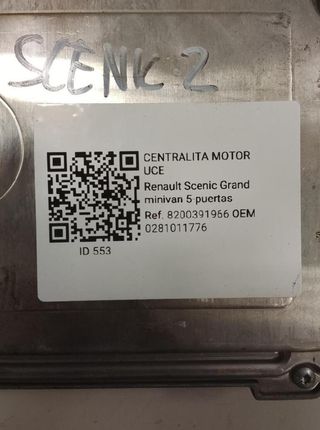 SCENIC 2
CENTRALITA MOTOR
UCE
Renault Scenic Grand
minivan 5-puertas
Ref. 8200391966 OEM
0281011776
ID 553